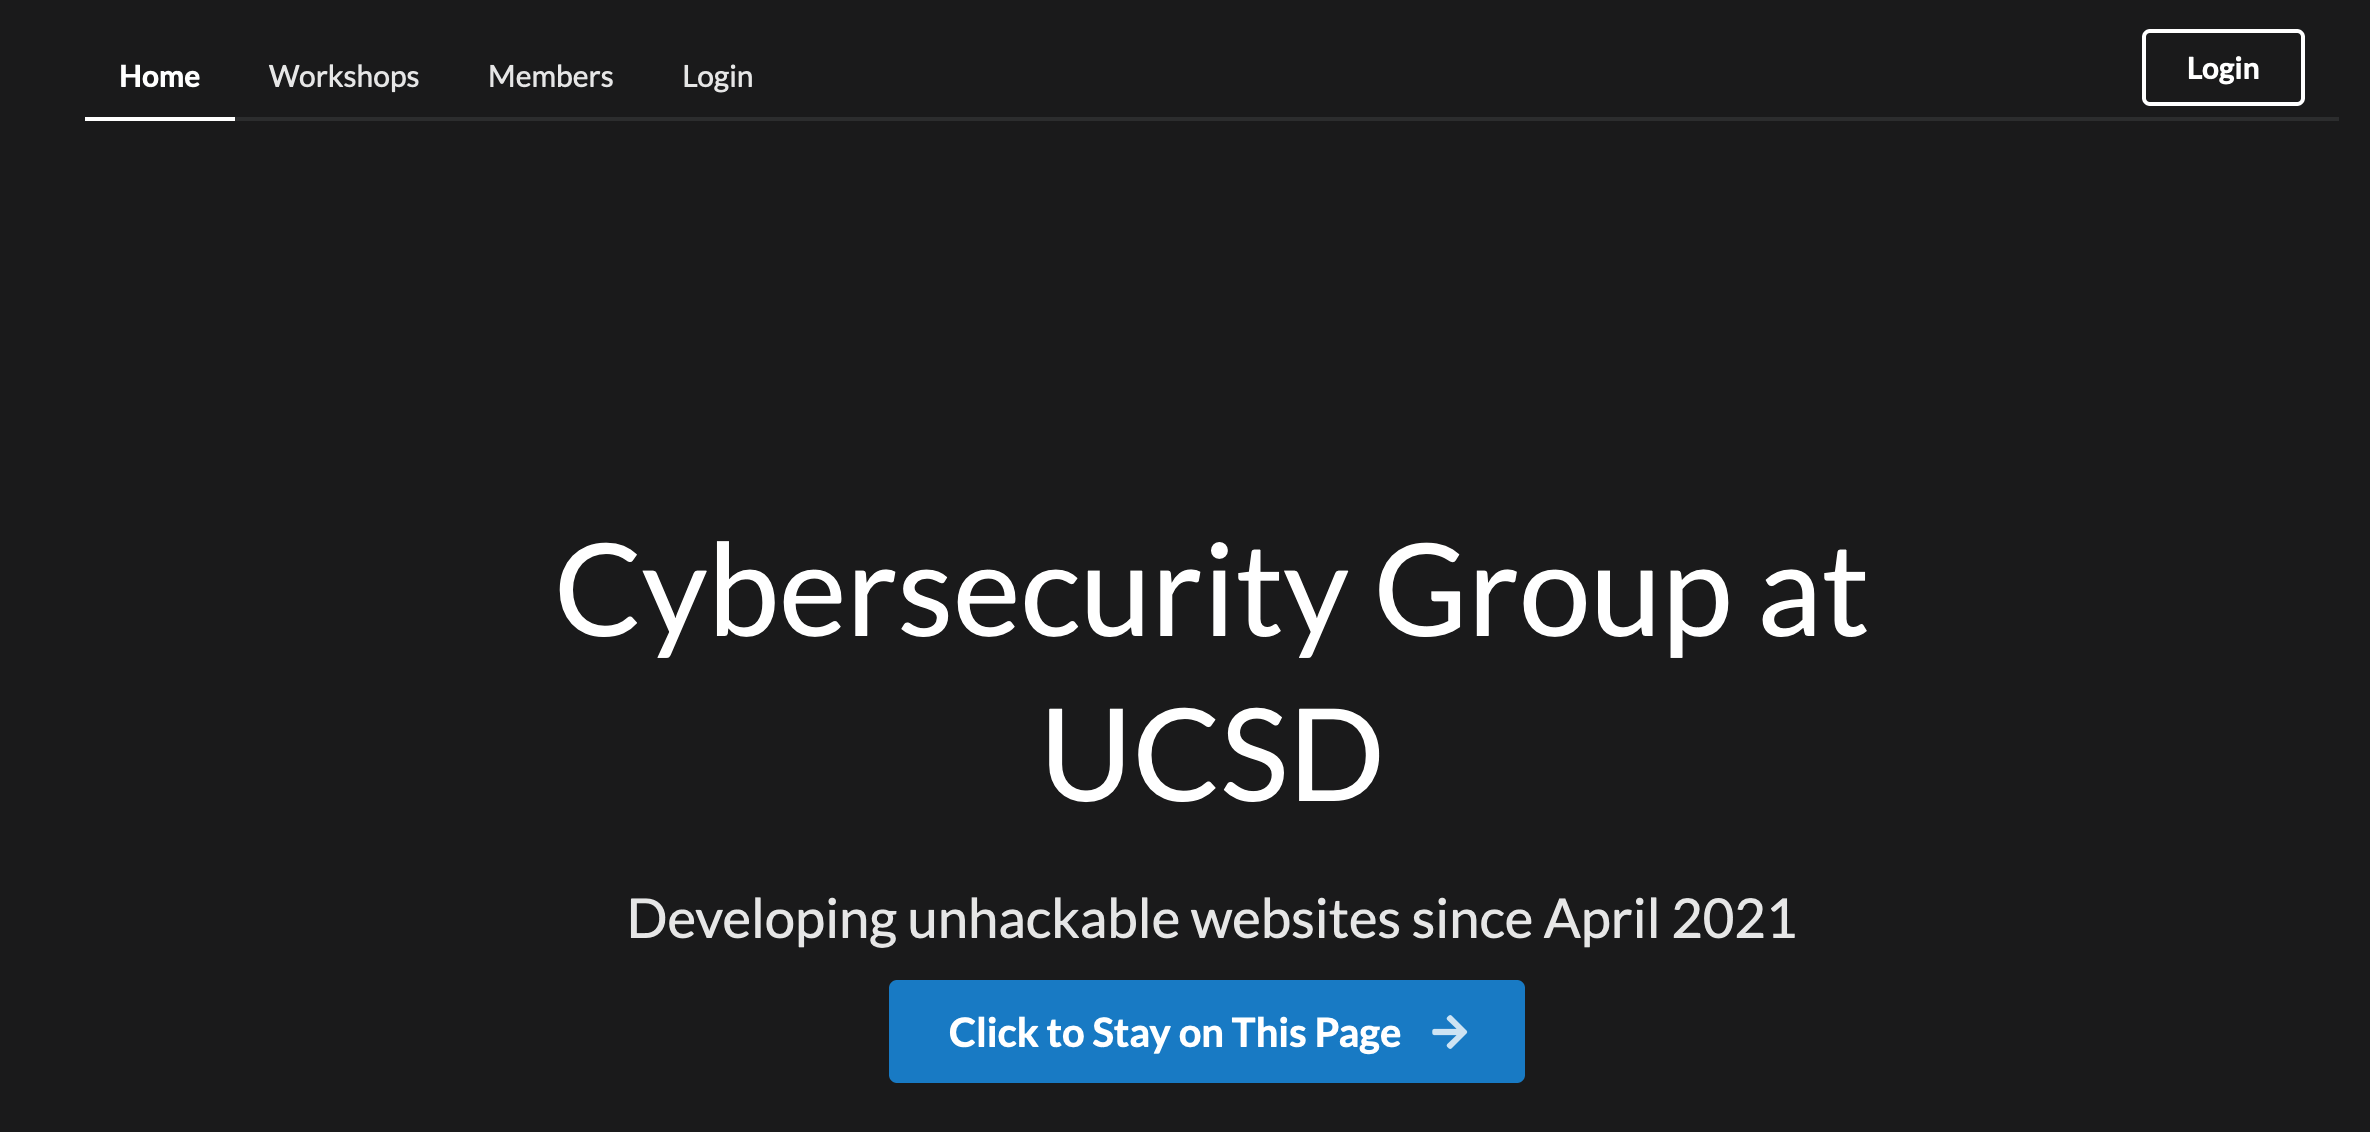 Home Workshops Members Login Login
Cybersecurity Group at
UCSD
Developing unhackable websites since April 2021
Click to Stay on This Page